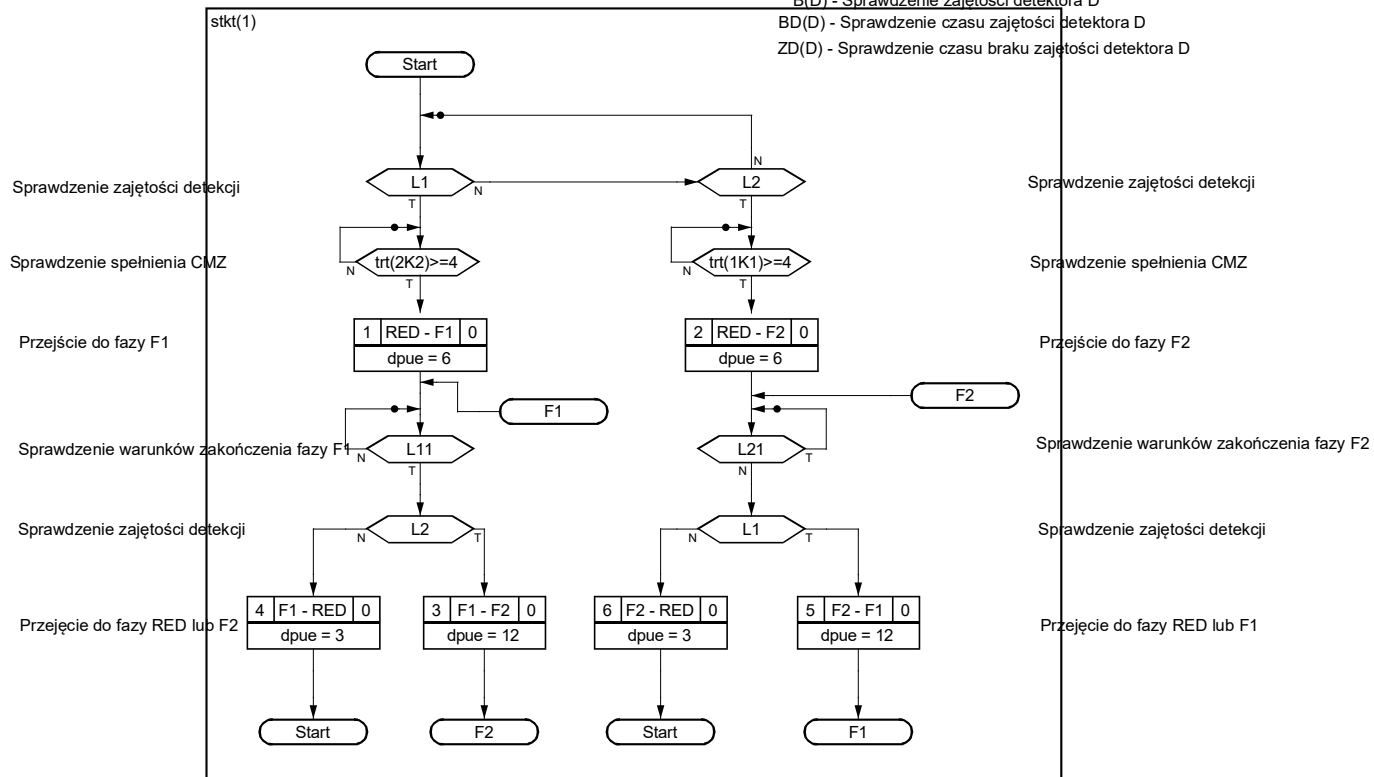 B(D) - Sprawdzenie zajętości detektora D
stkt(1)
BD(D) - Sprawdzenie czasu zajętości detektora D
ZD(D) - Sprawdzenie czasu braku zajętości detektora D
Start
N
Sprawdzenie zajętości detekcji
L1
N
L2
Sprawdzenie zajętości detekcji
T
T
Sprawdzenie spełnienia CMZ
N
trt(2K2)>=4
N
trt(1K1)>=4
Sprawdzenie spełnienia CMZ
T
T
Przejście do fazy F1
1 RED - F1 0
dpue = 6
2 RED - F2 0
dpue = 6
Przejście do fazy F2
F1
F2
Sprawdzenie warunków zakończenia fazy F1
N
L11
L21
T
Sprawdzenie warunków zakończenia fazy F2
T
N
Sprawdzenie zajętości detekcji
N
L2
T
N
L1
T
Sprawdzenie zajętości detekcji
Przejęcie do fazy RED lub F2
4 F1 - RED 0
dpue = 3
3 F1 - F2 0
dpue = 12
6 F2 - RED 0
dpue = 3
5 F2 - F1 0
dpue = 12
Przejęcie do fazy RED lub F1
Start
F2
Start
F1